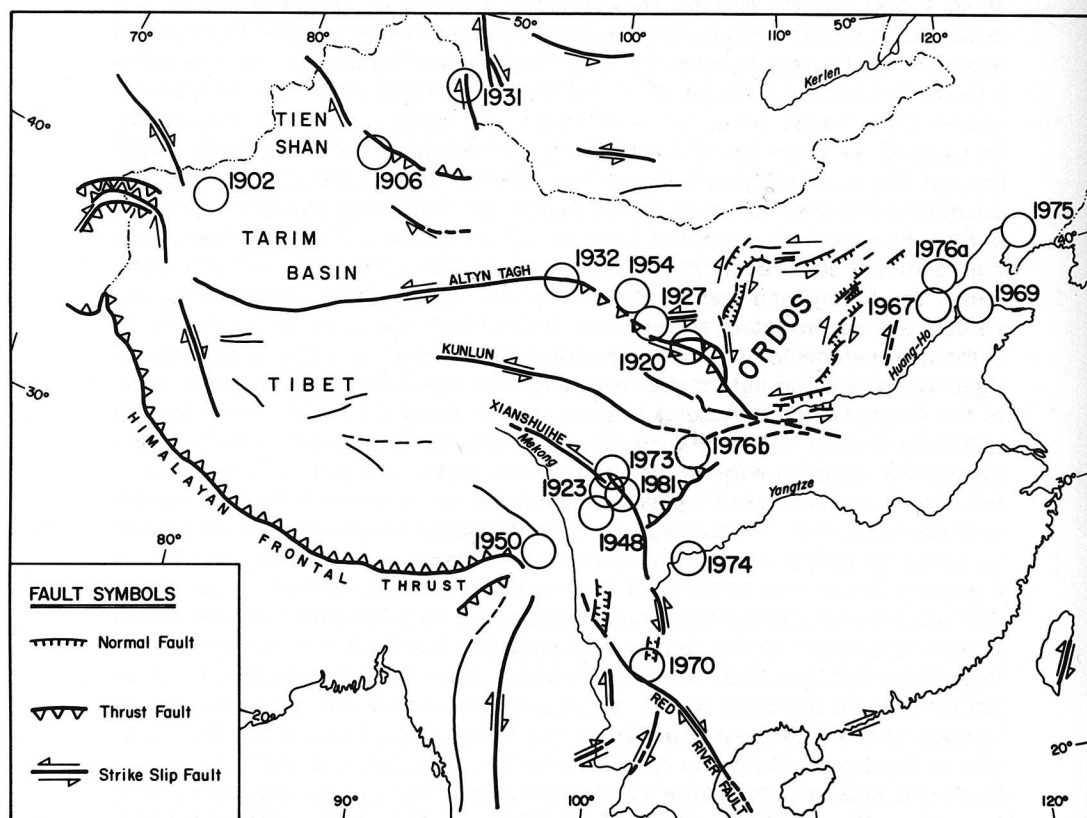 70°
80°
50°
100°
110°
50°
120°
Kerlen
1931
40°
TIEN
SHAN
1902
1906
1975
40°
TARIM
BASIN
ALTYN TAGH
1932
1954
1927
1976a
1967
1969
ORDOS
Huang-Ho
1920
KUNLUN
30°
TIBET
XIANSHUIHE
Mekong
1976b
1973
1923
1981
Yangtze
30°
HIMALAYAN FRONTAL THRUST
1950
1948
1974
80°
FAULT SYMBOLS
Normal Fault
1970
Thrust Fault
20°
RED RIVER FAULT
20°
Strike Slip Fault
90°
100°
110°
120°